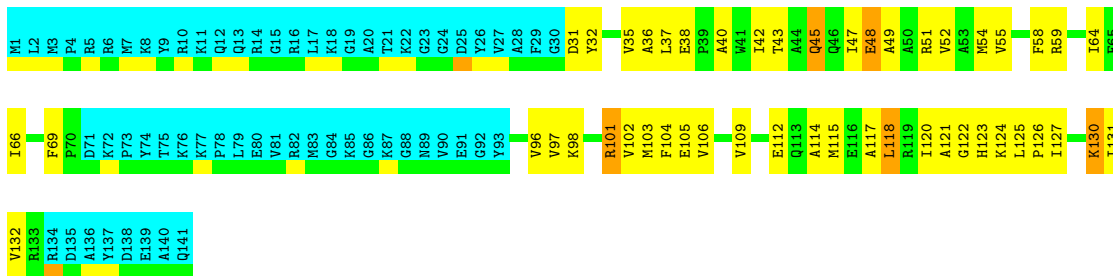 M1 L2 M3 P4 R5 R6 M7 K8 Y9 R10 K11 Q12 Q13 R14 G15 R16 L17 K18 G19 A20 T21 K22 G23 G24 D25 Y26 V27 A28 F29 G30 D31 Y32 V35 A36 L37 E38 P39 A40 W41 I42 T43 A44 Q45 Q46 I47 E48 A49 A50 R51 V52 A53 M54 V55 F58 R59 I64 F65
I66 F69 P70 D71 K72 P73 Y74 T75 K76 K77 P78 L79 E80 V81 R82 M83 G84 K85 G86 K87 G88 N89 V90 E91 G92 Y93 V96 V97 K98 R101 V102 M103 F104 E105 V106 V109 E112 Q113 A114 M115 E116 A117 L118 R119 I120 A121 G122 H123 K124 L125 P126 I127 K130 I131
V132 R133 R134 D135 A136 Y137 D138 E139 A140 Q141